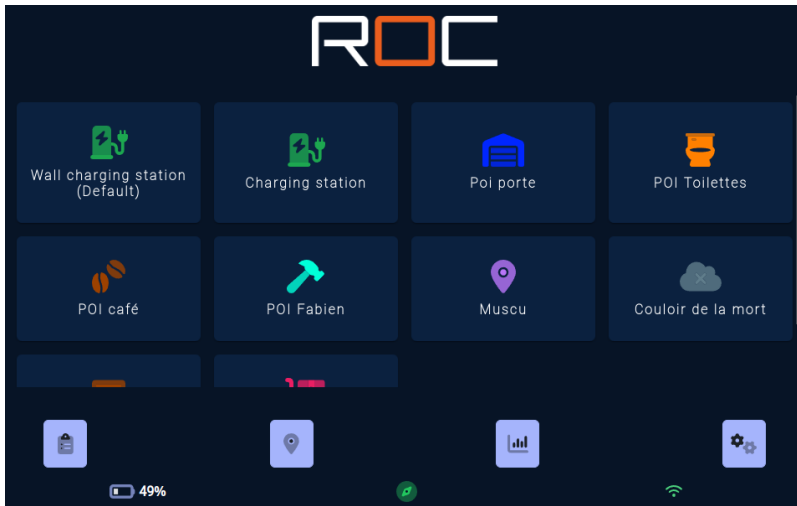 ROC
Wall charging station
(Default)
Charging station
Poi porte
POI Toilettes
POI café
POI Fabien
Muscu
Couloir de la mort
49%